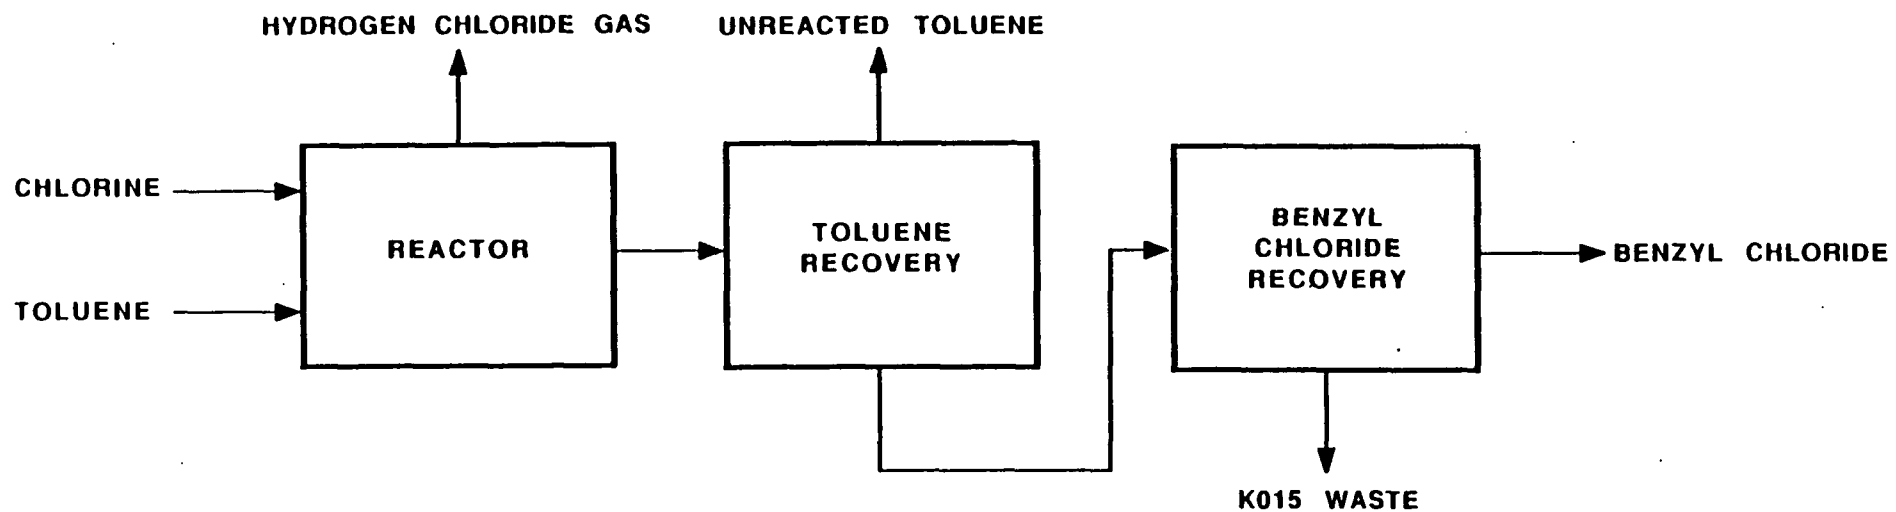 HYDROGEN CHLORIDE GAS
UNREACTED TOLUENE
CHLORINE
TOLUENE
REACTOR
TOLUENE
RECOVERY
BENZYL
CHLORIDE
RECOVERY
BENZYL CHLORIDE
K015 WASTE